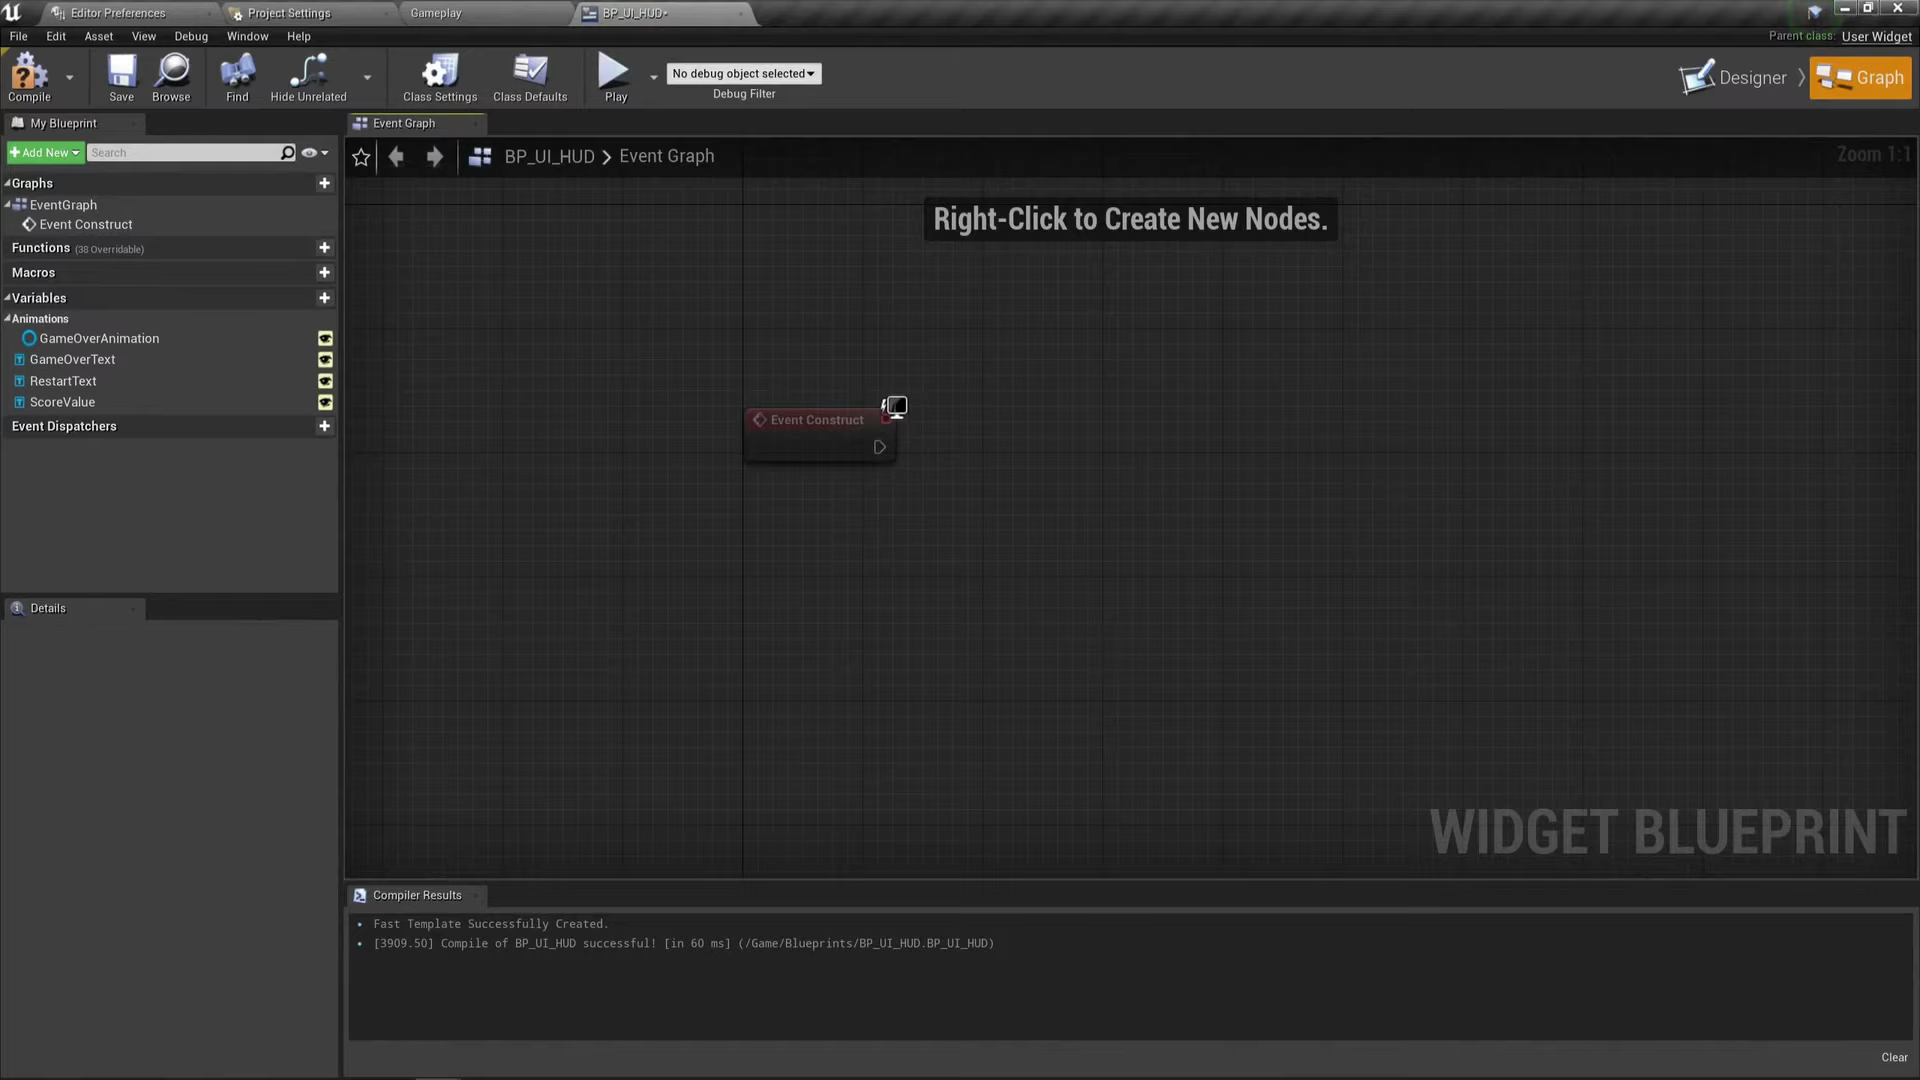 Editor Preferences
Project Settings
Gameplay
BP_UI_HUD*
File Edit Asset View Debug Window Help
Parent class: User Widget
Compile
Save
Browse
Find
Hide Unrelated
Class Settings
Class Defaults
Play
No debug object selected
Debug Filter
Designer
Graph
My Blueprint
Add New
Search
Graphs
EventGraph
Event Construct
Functions (38 Overridable)
Macros
Variables
Animations
GameOverAnimation
GameOverText
RestartText
ScoreValue
Event Dispatchers
Details
Event Graph
BP_UI_HUD > Event Graph
Zoom 1:1
Right-Click to Create New Nodes.
Event Construct
WIDGET BLUEPRINT
Compiler Results
Fast Template Successfully Created.
[3909.50] Compile of BP_UI_HUD successful! [in 60 ms] (/Game/Blueprints/BP_UI_HUD.BP_UI_HUD)
Clear